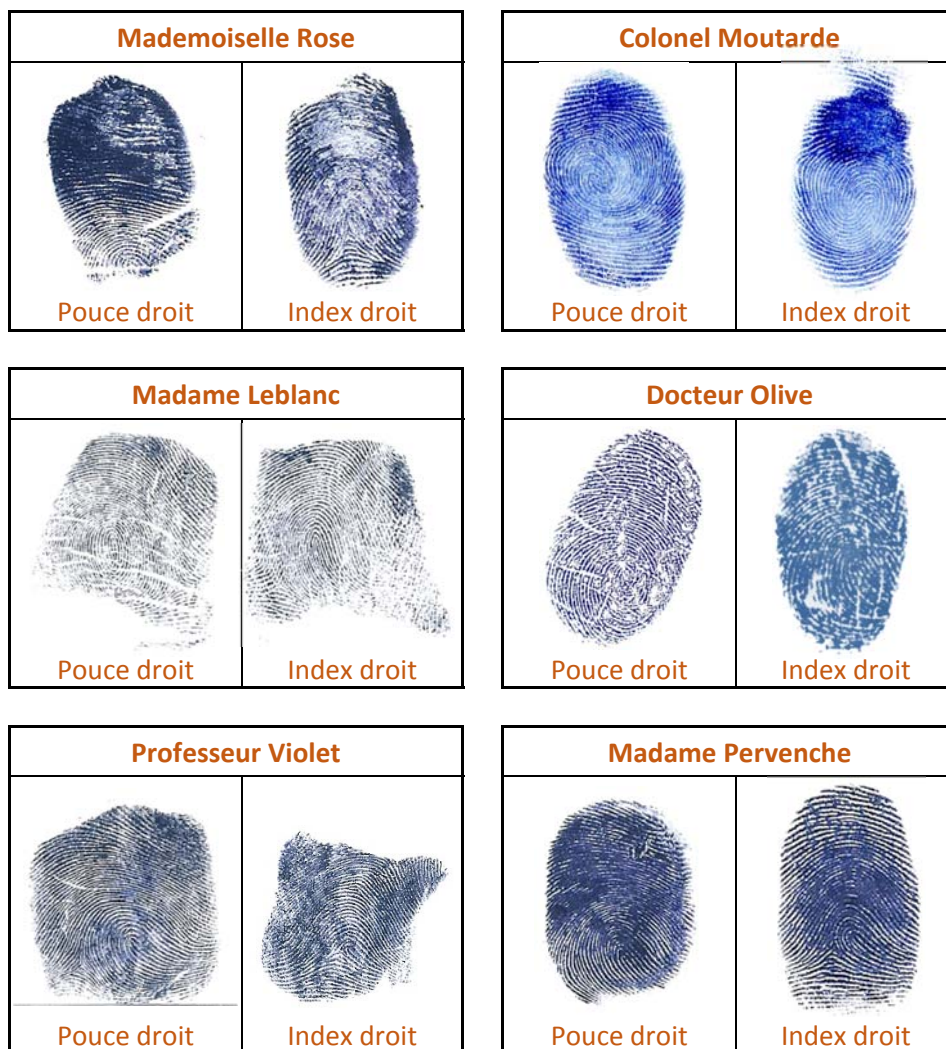 Mademoiselle Rose
Colonel Moutarde
Pouce droit
Index droit
Pouce droit
Index droit
Madame Leblanc
Docteur Olive
Pouce droit
Index droit
Pouce droit
Index droit
Professeur Violet
Madame Pervenche
Pouce droit
Index droit
Pouce droit
Index droit